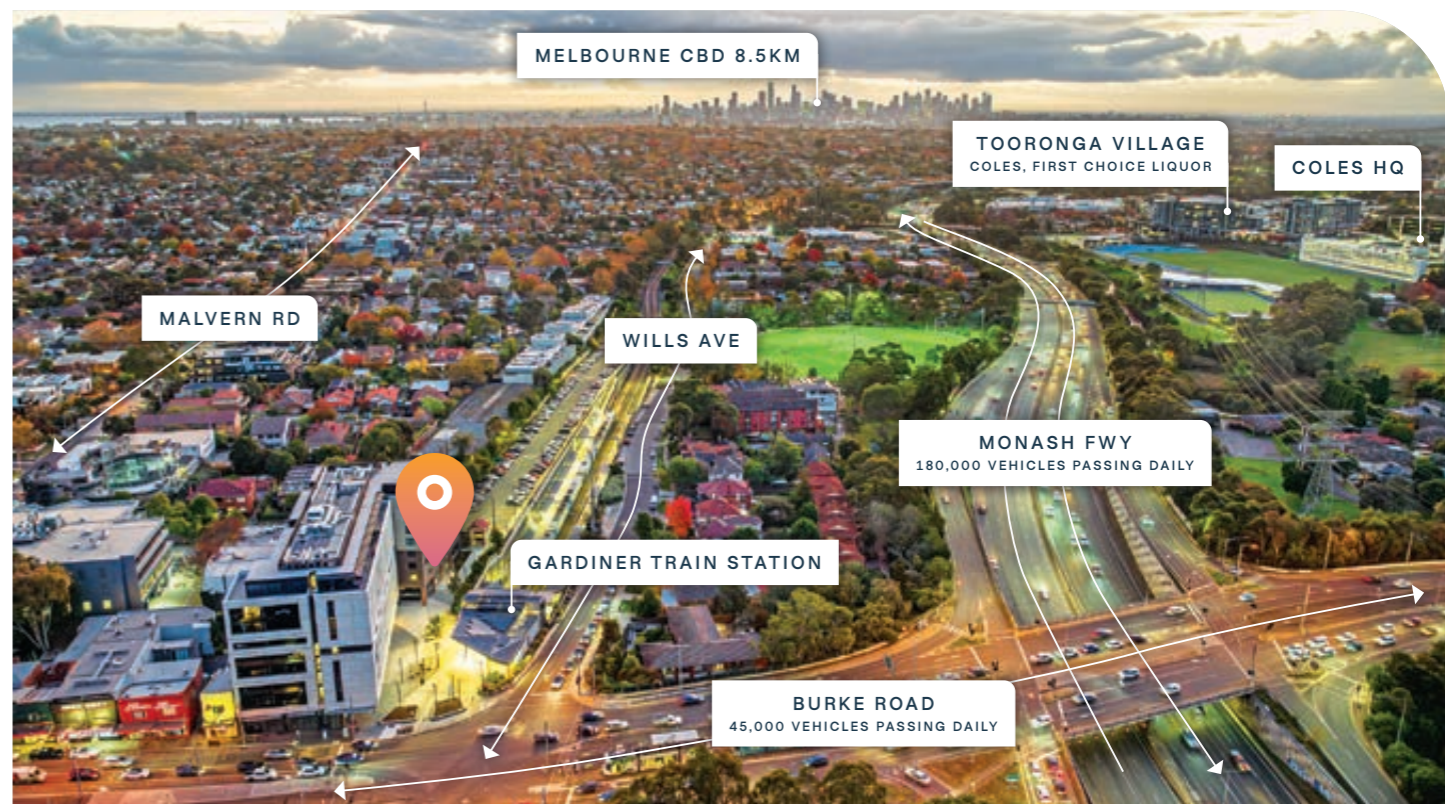 MELBOURNE CBD 8.5KM
TOORONGA VILLAGE
COLES, FIRST CHOICE LIQUOR
COLES HQ
MALVERN RD
WILLS AVE
MONASH FWY
180,000 VEHICLES PASSING DAILY
GARDINER TRAIN STATION
BURKE ROAD
45,000 VEHICLES PASSING DAILY